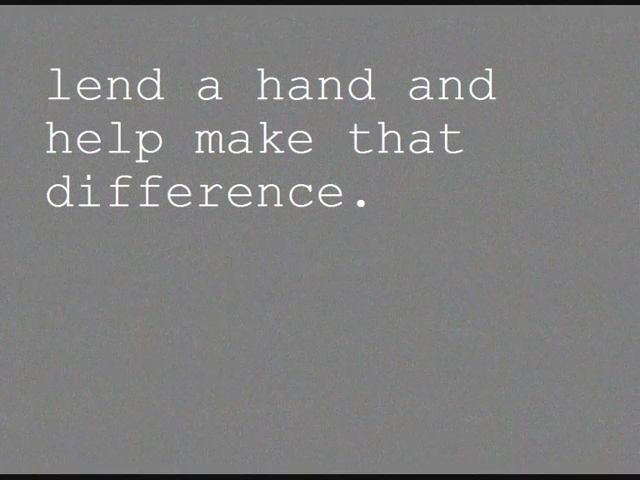 lend a hand and
help make that
difference.